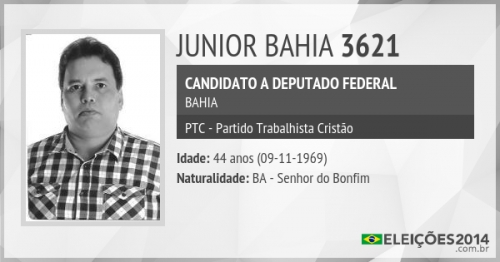 JUNIOR BAHIA 3621
CANDIDATO A DEPUTADO FEDERAL
BAHIA
PTC - Partido Trabalhista Cristão
Idade: 44 anos (09-11-1969)
Naturalidade: BA - Senhor do Bonfim
ELEIÇÕES2014
.com.br